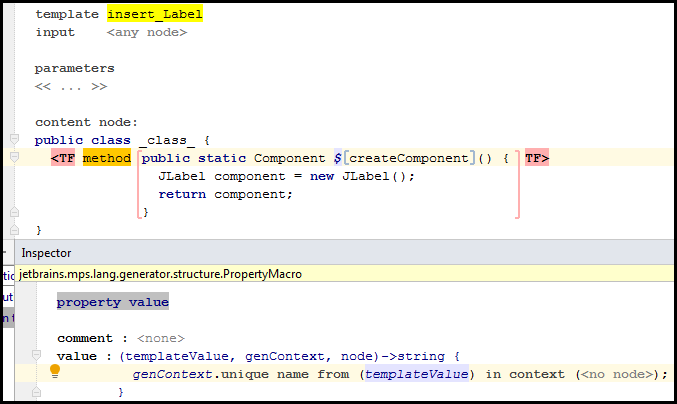 template insert_Label
input <any node>
parameters
<< ... >>
content node:
public class _class_ {
<TF method [public static Component $[createComponent]() { ] TF>
JLabel component = new JLabel();
return component;
}
}
Inspector
jetbrains.mps.lang.generator.structure.PropertyMacro
property value
comment : <none>
value : (templateValue, genContext, node)->string {
genContext.unique name from (templateValue) in context (<no node>);
}